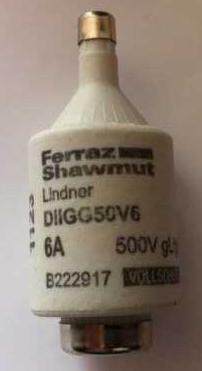 Ferraz
Shawmut
Lindner
DIIGG50V6
6A 500V gL
B222917